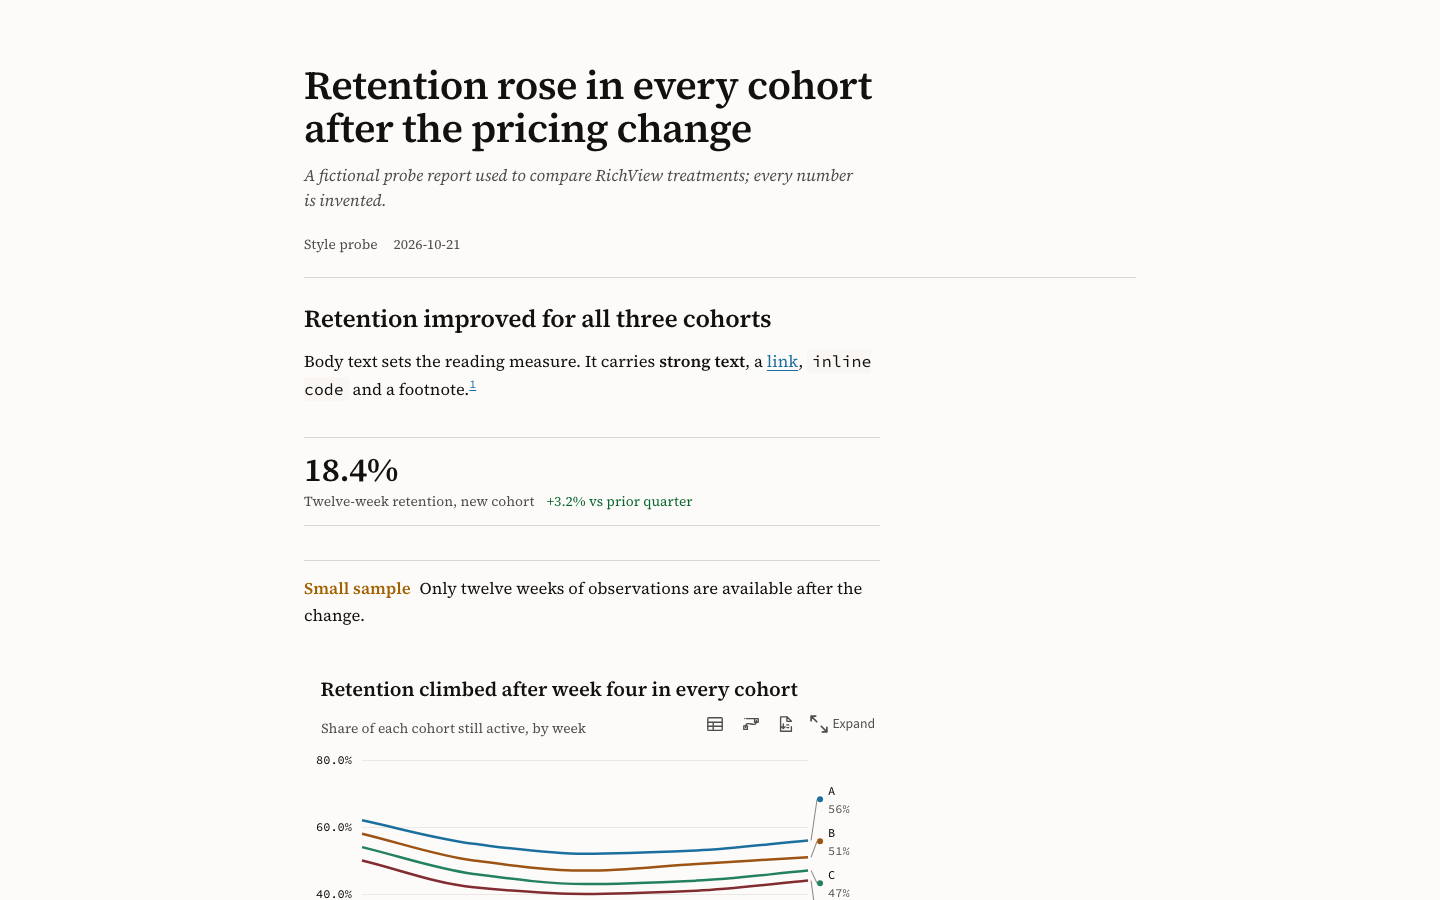 Retention rose in every cohort
after the pricing change
A fictional probe report used to compare RichView treatments; every number
is invented.
Style probe 2026-10-21
Retention improved for all three cohorts
Body text sets the reading measure. It carries strong text, a link, inline
code and a footnote.1
18.4%
Twelve-week retention, new cohort +3.2% vs prior quarter
Small sample Only twelve weeks of observations are available after the
change.
Retention climbed after week four in every cohort
Share of each cohort still active, by week
Expand
80.0%
A
56%
60.0%
B
51%
C
47%
40.0%